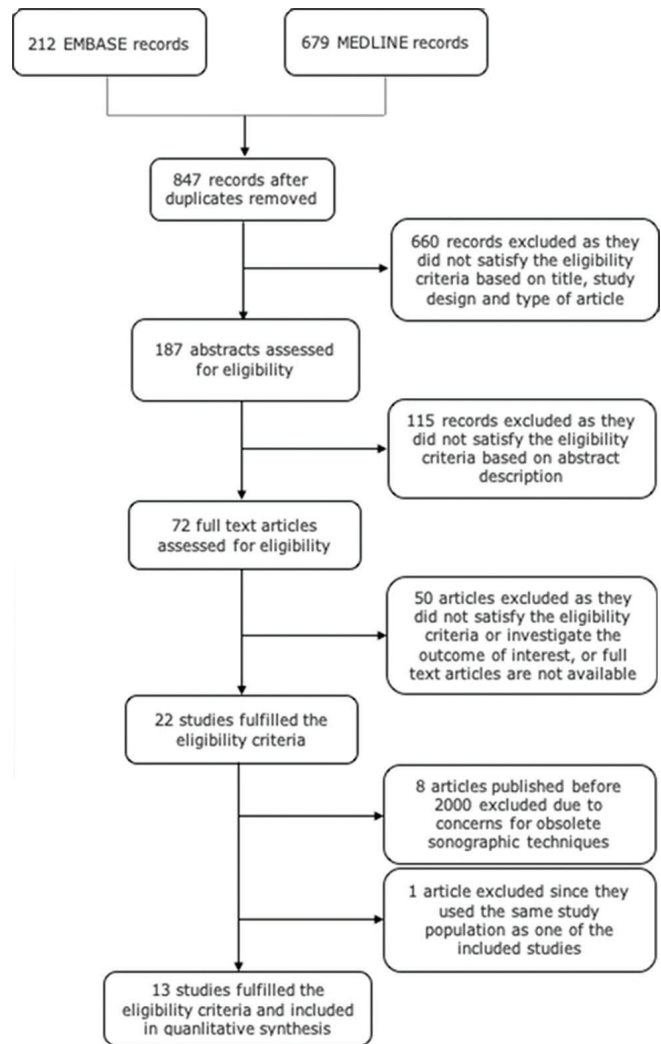 212 EMBASE records
679 MEDLINE records
847 records after
duplicates removed
660 records excluded as they
did not satisfy the eligibility
criteria based on title, study
design and type of article
187 abstracts assessed
for eligibility
115 records excluded as they
did not satisfy the eligibility
criteria based on abstract
description
72 full text articles
assessed for eligibility
50 articles excluded as they
did not satisfy the eligibility
criteria or investigate the
outcome of interest, or full
text articles are not available
22 studies fulfilled the
eligibility criteria
8 articles published before
2000 excluded due to
concerns for obsolete
sonographic techniques
1 article excluded since they
used the same study
population as one of the
included studies
13 studies fulfilled the
eligibility criteria and included
in quanlitative synthesis